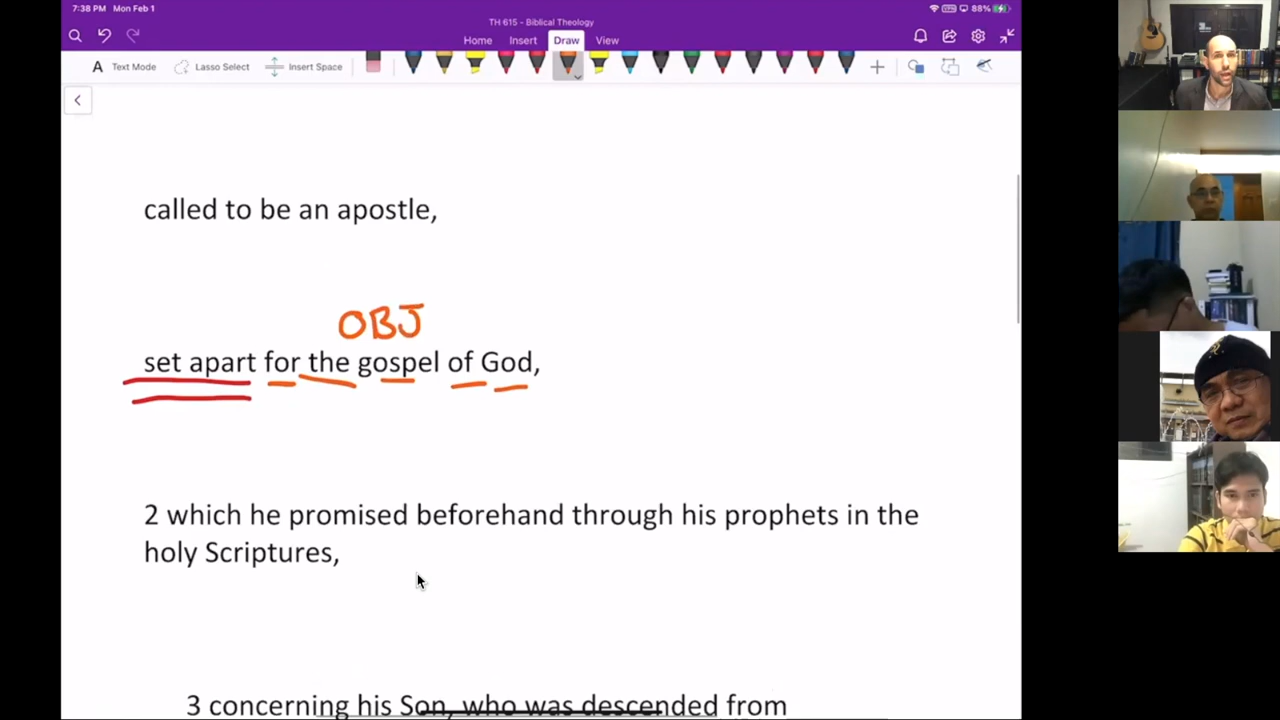 7:38 PM Mon Feb 1
88%
TH 615 - Biblical Theology
Home Insert Draw View
A Text Mode Lasso Select Insert Space
called to be an apostle,
OBJ
set apart for the gospel of God,
2 which he promised beforehand through his prophets in the
holy Scriptures,
3 concerning his Son, who was descended from